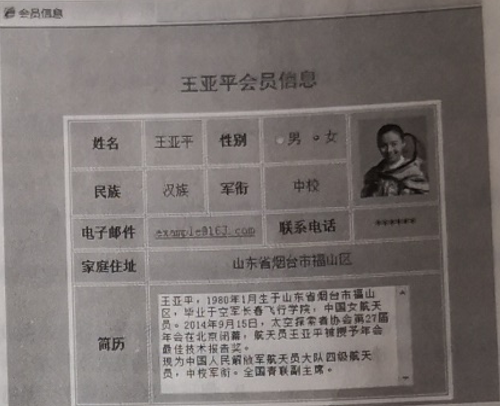 会员信息
王亚平会员信息
姓名 王亚平 性别 男 女
民族 汉族 军衔 中校
电子邮件 example@163.com 联系电话 ******
家庭住址 山东省烟台市福山区
简历
王亚平，1980年1月生于山东省烟台市福山
区，毕业于空军长春飞行学院，中国女航天
员。2014年9月15日，太空探索者协会第27届
年会在北京闭幕，航天员王亚平被授予年会
最佳技术报告奖。
现为中国人民解放军航天员大队四级航天
员，中校军衔。全国青联副主席。